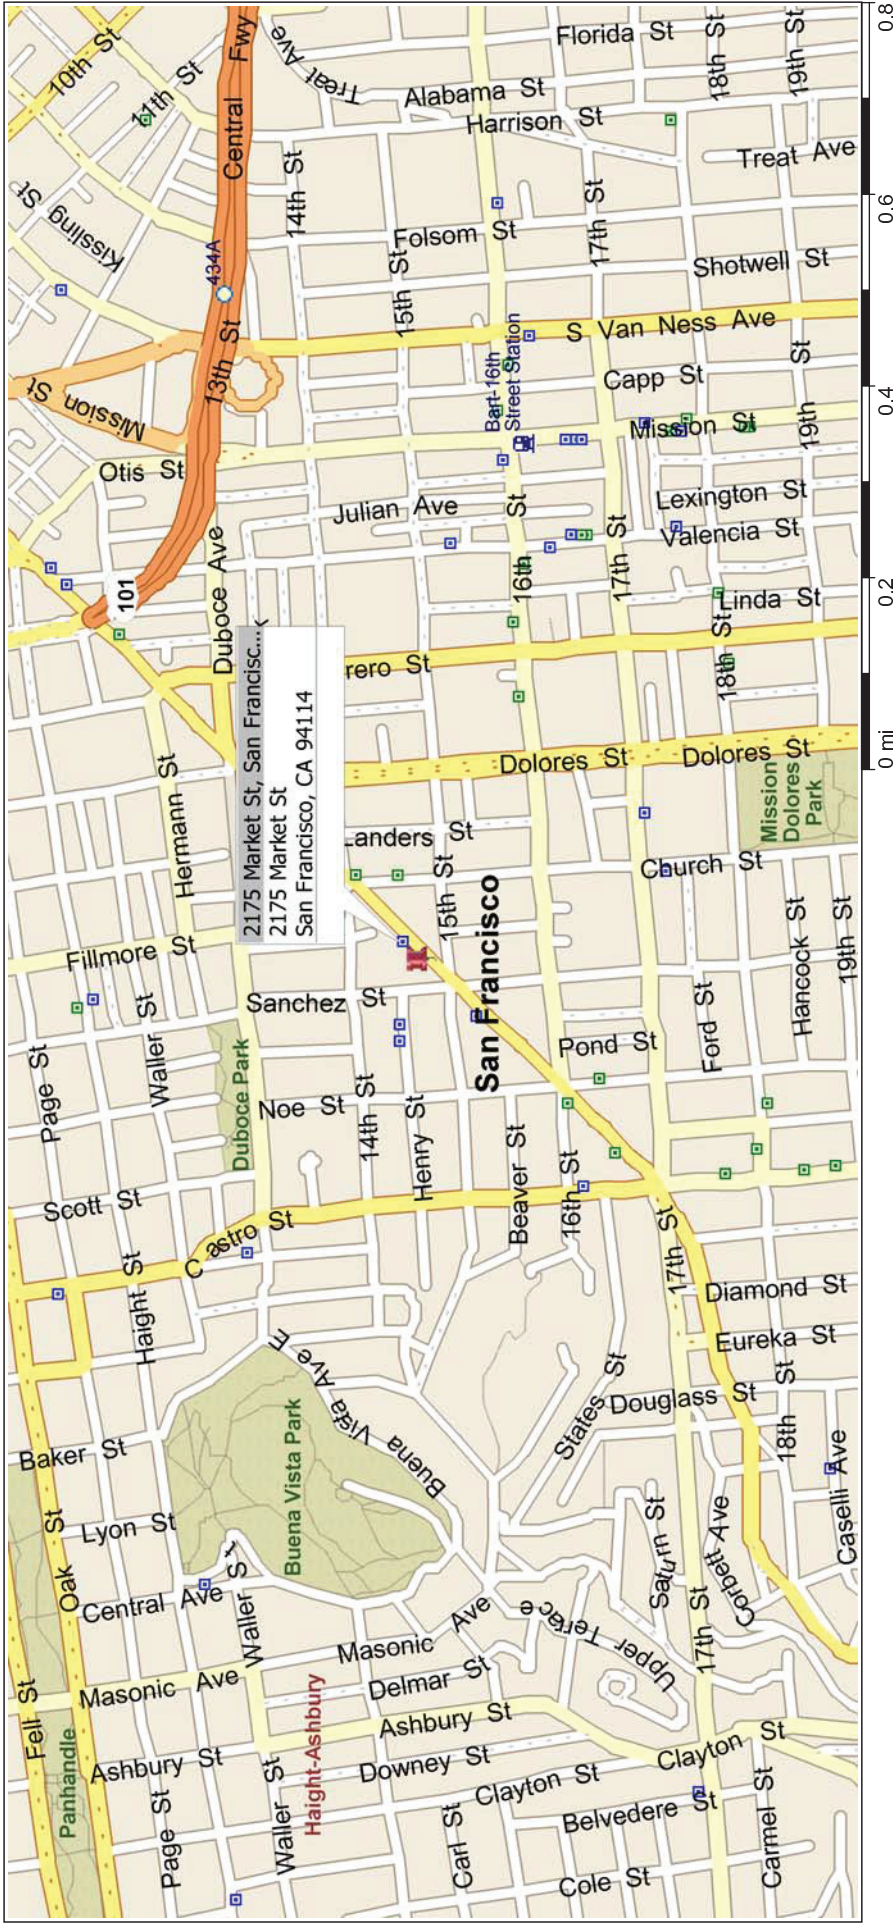 10th St
11th St
Central Fwy
Treat Ave
Florida St
18th St
19th St
Alabama St
Harrison St
Treat Ave
Kissling St
434A
14th St
Folsom St
17th St
15th St
Shotwell St
13th St
S Van Ness Ave
Bart-16th
Street Station
Capp St
19th St
Mission St
Mission St
Otis St
Julian Ave
16th St
17th St
Lexington St
Valencia St
101
Duboce Ave
Linda St
18th St
rero St
2175 Market St, San Francisc...
2175 Market St
San Francisco, CA 94114
Dolores St
Dolores St
Mission
Dolores
Park
Hermann St
Landers St
15th St
Church St
San Francisco
Fillmore St
Sanchez St
Hancock St
19th St
Page St
Waller St
Duboce Park
Pond St
Ford St
Noe St
14th St
Henry St
Beaver St
16th St
Scott St
Castro St
17th St
Haight St
Diamond St
Eureka St
Buena Vista Ave E
Buena Vista Park
States St
Douglass St
18th St
Baker St
Lyon St
Oak St
Central Ave
Waller St
Saturn St
Corbett Ave
Caselli Ave
Masonic Ave
Upper Terrace
17th St
Fell St
Masonic Ave
Delmar St
Panhandle
Ashbury St
Haight-Ashbury
Ashbury St
Downey St
Clayton St
Clayton St
Page St
Waller St
Carl St
Belvedere St
Carmel St
Cole St
0 mi
0.2
0.4
0.6
0.8